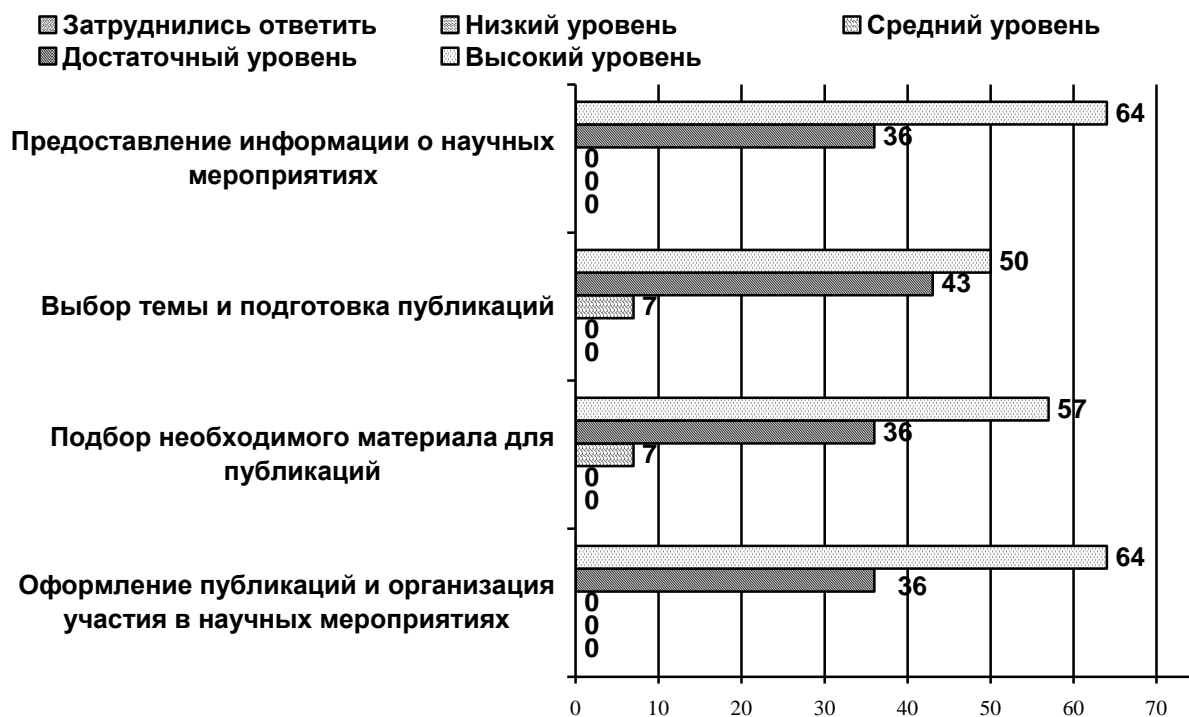 Затруднились ответить Низкий уровень Средний уровень
Достаточный уровень Высокий уровень
64
Предоставление информации о научных
мероприятиях
36
0
0
0
50
43
Выбор темы и подготовка публикаций
7
0
0
57
36
Подбор необходимого материала для
публикаций
7
0
0
64
Оформление публикаций и организация
участия в научных мероприятиях
36
0
0
0
0 10 20 30 40 50 60 70